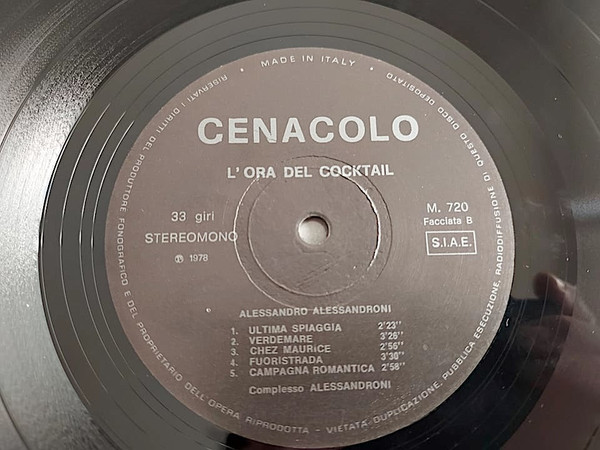 • MADE IN ITALY •
RISERVATI I DIRITTI DEL PRODUTTORE FONOGRAFICO E DEL PROPRIETARIO DELL'OPERA RIPRODOTTA - VIETATA DUPLICAZIONE, PUBBLICA ESECUZIONE, RADIODIFFUSIONE DI QUESTO DISCO DEPOSITATO
CENACOLO
L'ORA DEL COCKTAIL
33 giri
STEREOMONO
Ⓟ 1978
M. 720
Facciata B
S.I.A.E.
ALESSANDRO ALESSANDRONI
1. ULTIMA SPIAGGIA 2'23''
2. VERDEMARE 3'26''
3. CHEZ MAURICE 2'56''
4. FUORISTRADA 3'30''
5. CAMPAGNA ROMANTICA 2'58''
Complesso ALESSANDRONI